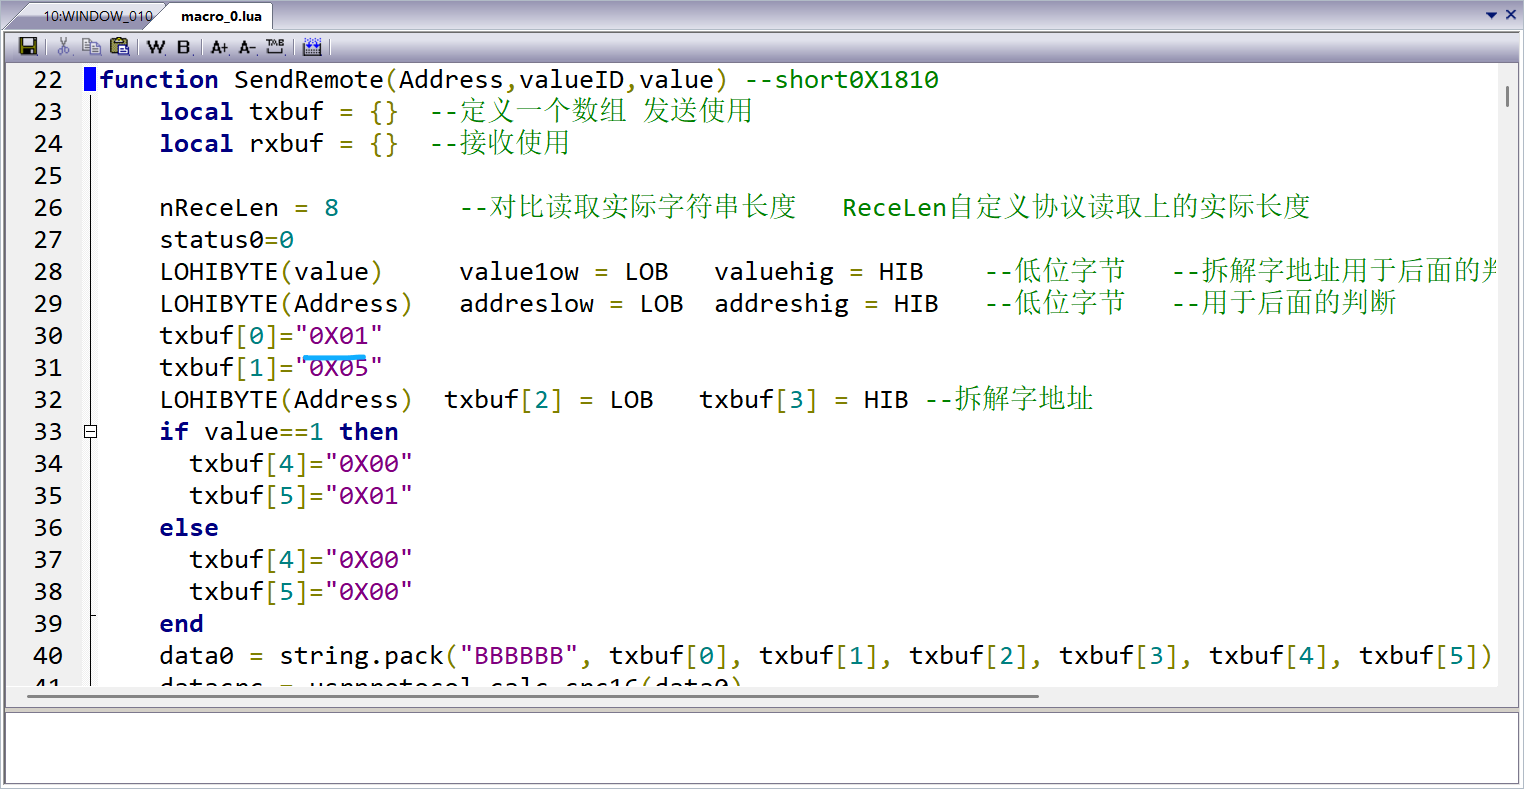 10:WINDOW_010 macro_0.lua
W B A+ A- TAB
22 function SendRemote(Address,valueID,value) --short0X1810
23 local txbuf = {} --定义一个数组 发送使用
24 local rxbuf = {} --接收使用
25
26 nReceLen = 8 --对比读取实际字符串长度 ReceLen自定义协议读取上的实际长度
27 status0=0
28 LOHIBYTE(value) value1ow = LOB valuehig = HIB --低位字节 --拆解字地址用于后面的判
29 LOHIBYTE(Address) addreslow = LOB addreshig = HIB --低位字节 --用于后面的判断
30 txbuf[0]="0X01"
31 txbuf[1]="0X05"
32 LOHIBYTE(Address) txbuf[2] = LOB txbuf[3] = HIB --拆解字地址
33 if value==1 then
34 txbuf[4]="0X00"
35 txbuf[5]="0X01"
36 else
37 txbuf[4]="0X00"
38 txbuf[5]="0X00"
39 end
40 data0 = string.pack("BBBBBB", txbuf[0], txbuf[1], txbuf[2], txbuf[3], txbuf[4], txbuf[5])